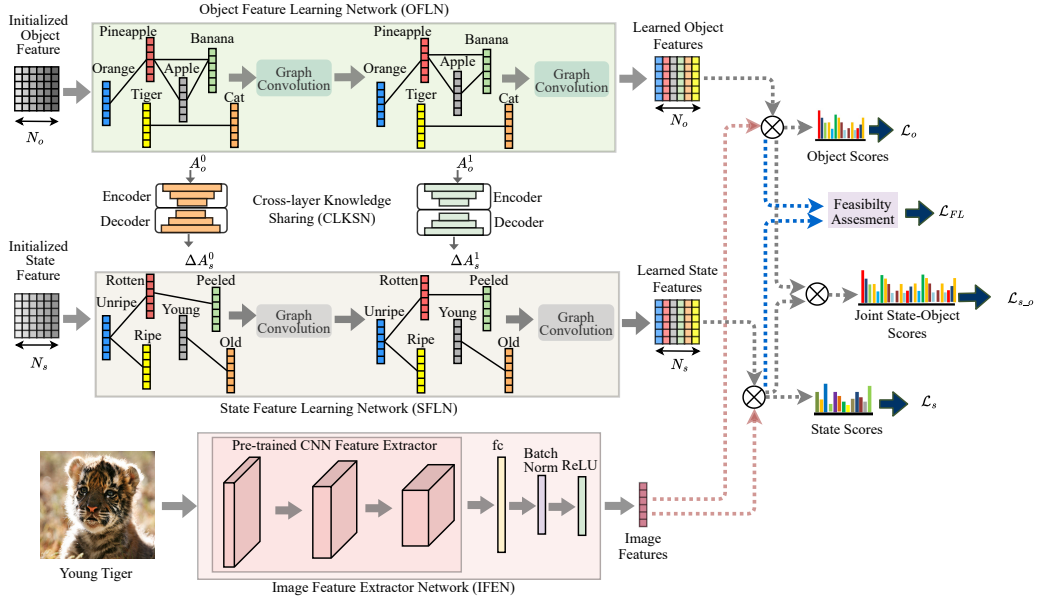 Object Feature Learning Network (OFLN)
Initialized
Object
Feature
N_o
Pineapple
Banana
Orange
Apple
Tiger
Cat
Graph
Convolution
Pineapple
Banana
Orange
Apple
Tiger
Cat
Graph
Convolution
Learned Object
Features
N_o
Object Scores
ℒ_o
A_o^0
A_o^1
Encoder
Decoder
Cross-layer Knowledge
Sharing (CLKSN)
Encoder
Decoder
ΔA_s^0
ΔA_s^1
Feasibilty
Assesment
ℒ_FL
Initialized
State
Feature
N_s
Rotten
Peeled
Unripe
Young
Ripe
Old
Graph
Convolution
Rotten
Peeled
Unripe
Young
Ripe
Old
Graph
Convolution
Learned State
Features
N_s
Joint State-Object
Scores
ℒ_s_o
State Scores
ℒ_s
State Feature Learning Network (SFLN)
Pre-trained CNN Feature Extractor
fc
Batch
Norm
ReLU
Image
Features
Young Tiger
Image Feature Extractor Network (IFEN)